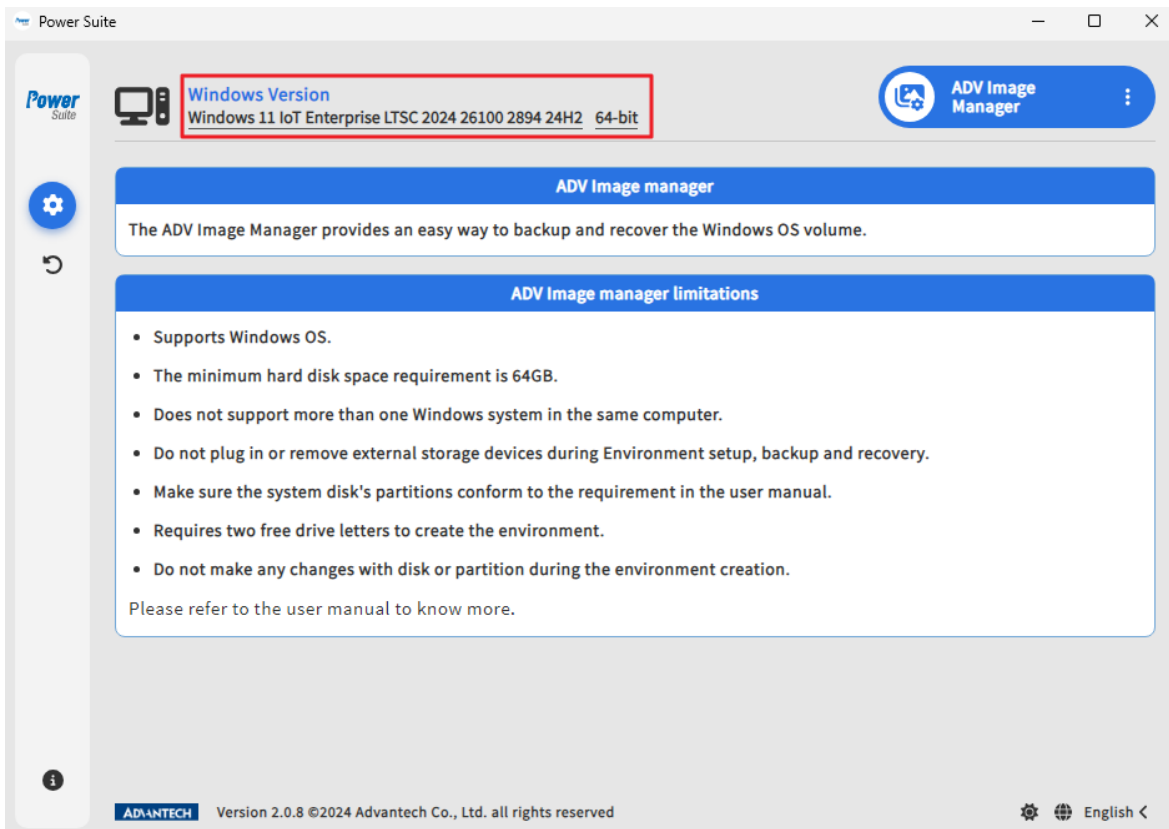 Power Suite
Power
Suite
Windows Version
Windows 11 IoT Enterprise LTSC 2024 26100 2894 24H2 64-bit
ADV Image
Manager
ADV Image manager
The ADV Image Manager provides an easy way to backup and recover the Windows OS volume.
ADV Image manager limitations
• Supports Windows OS.
• The minimum hard disk space requirement is 64GB.
• Does not support more than one Windows system in the same computer.
• Do not plug in or remove external storage devices during Environment setup, backup and recovery.
• Make sure the system disk's partitions conform to the requirement in the user manual.
• Requires two free drive letters to create the environment.
• Do not make any changes with disk or partition during the environment creation.
Please refer to the user manual to know more.
ADVANTECH Version 2.0.8 ©2024 Advantech Co., Ltd. all rights reserved English